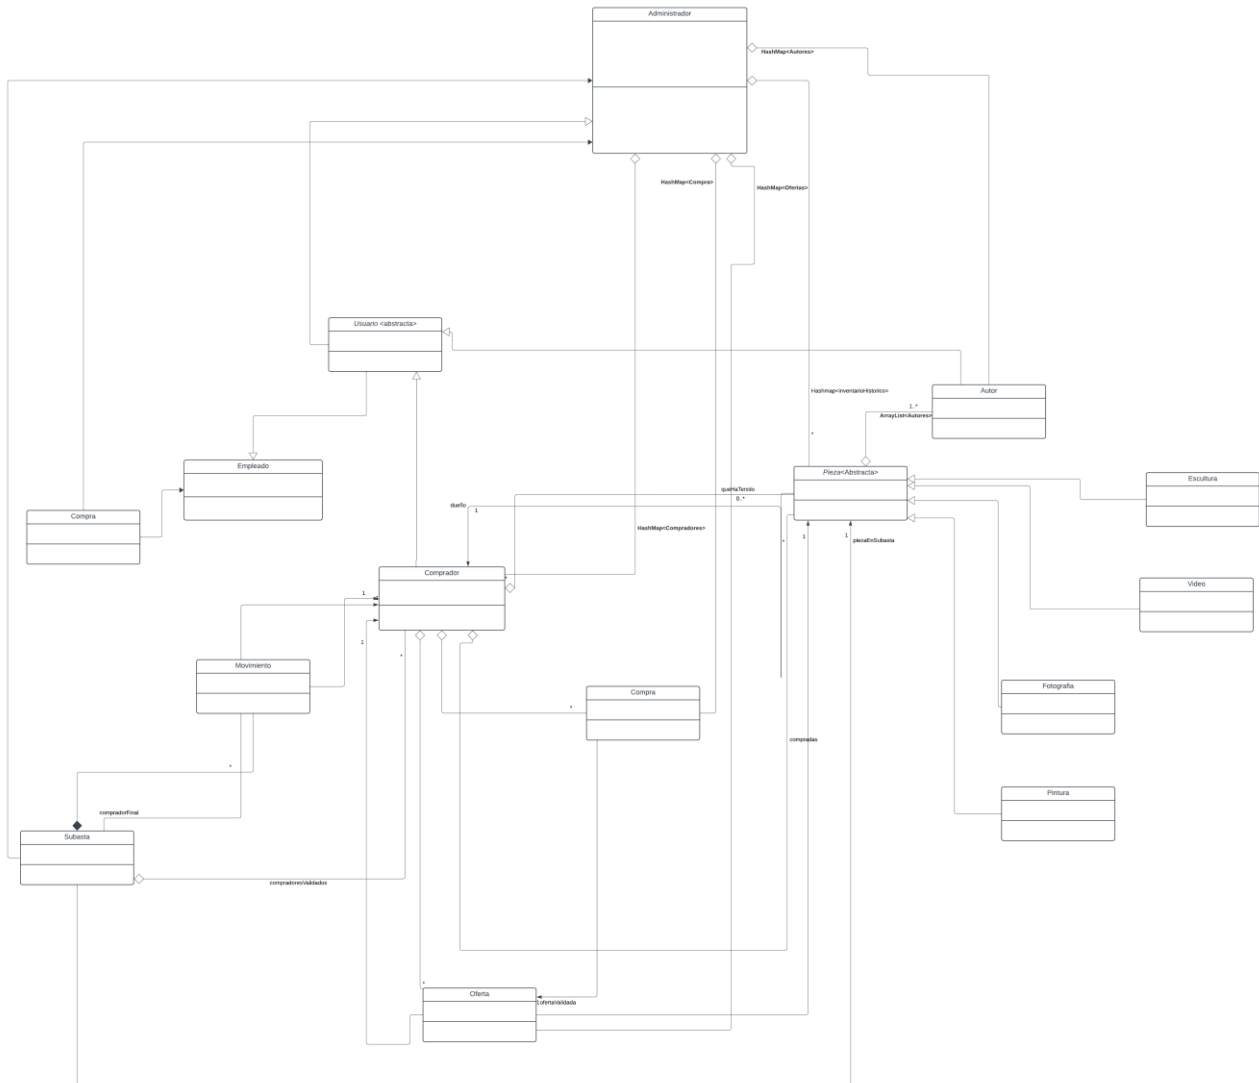 Administrador
HashMap<Autores>
HashMap<Compra>
HashMap<Ofertas>
Usuario <abstracta>
Hashmap<inventarioHistorico>
Autor
1..*
ArrayList<Autores>
*
Empleado
Pieza<Abstracta>
Escultura
queHaTenido
0..*
dueño
1
Compra
HashMap<Compradores>
1
1
piezaEnSubasta
*
Comprador
*
Video
1
1
*
Movimiento
Fotografia
Compra
*
compradas
*
Pintura
compradorFinal
Subasta
compradoresValidados
*
Oferta
1ofertaValidada